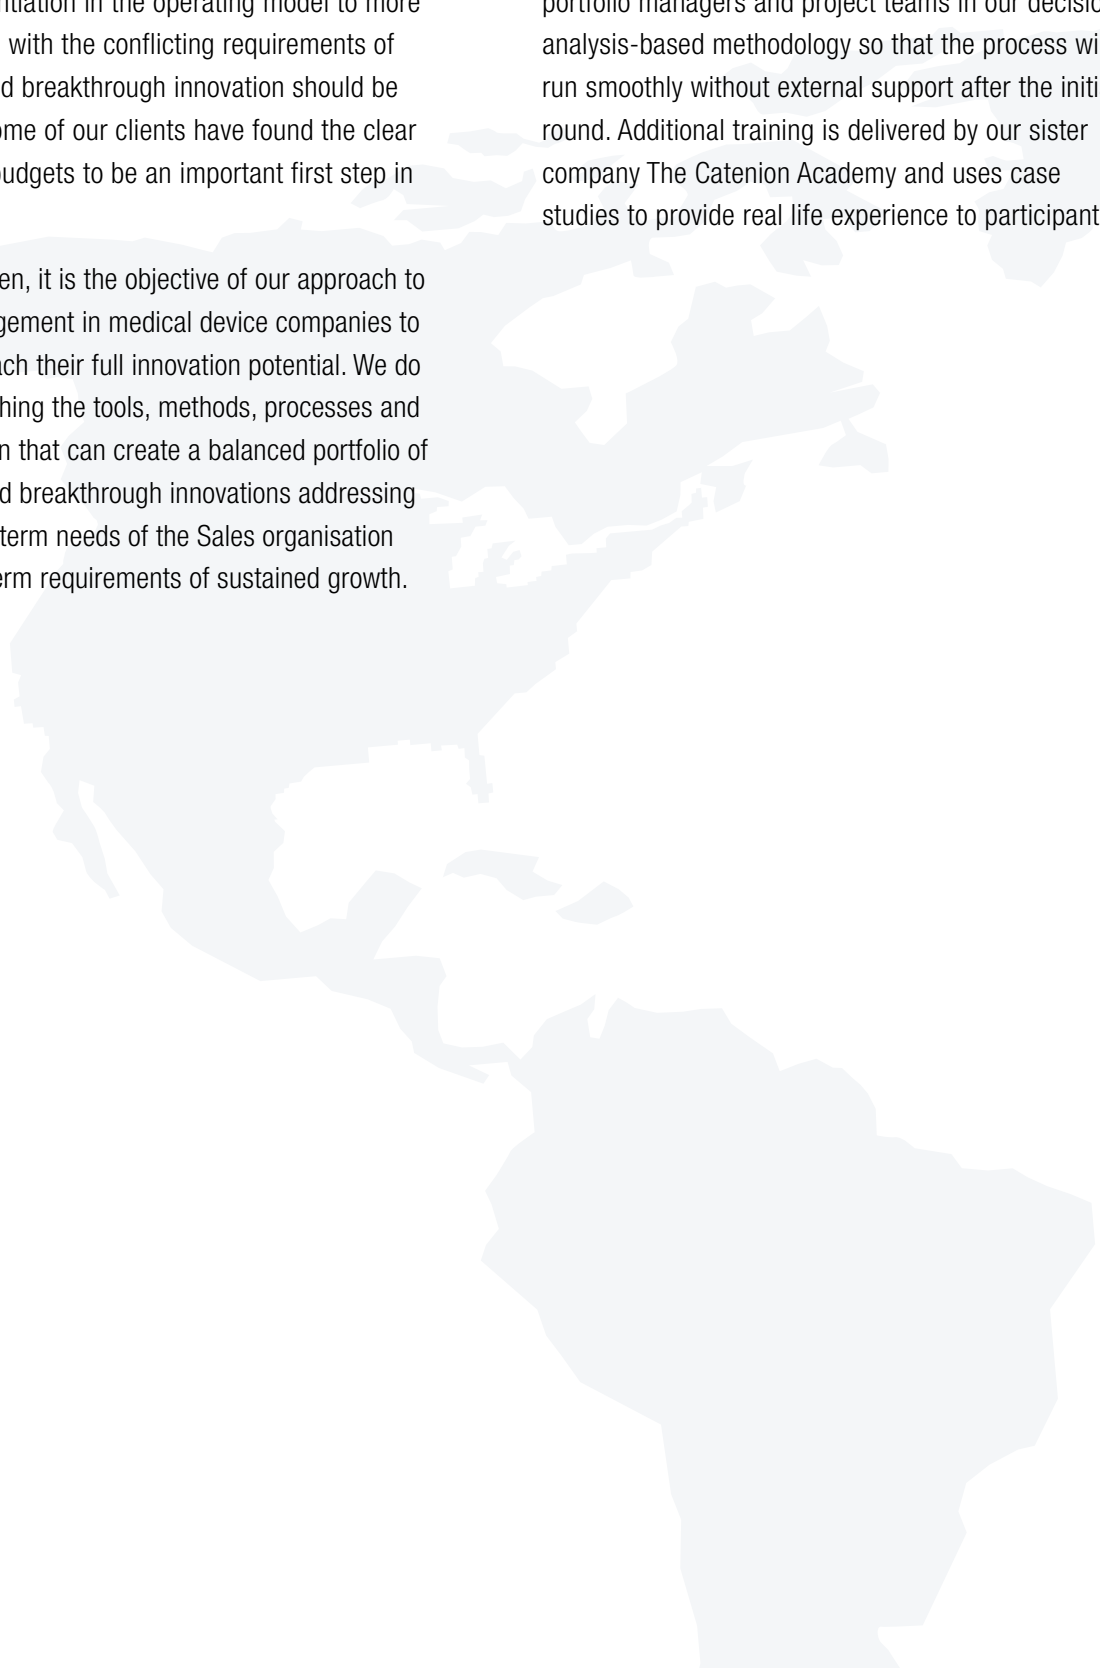 ntiation in the operating model to more
with the conflicting requirements of
d breakthrough innovation should be
ome of our clients have found the clear
budgets to be an important first step in
en, it is the objective of our approach to
gement in medical device companies to
ach their full innovation potential. We do
hing the tools, methods, processes and
n that can create a balanced portfolio of
d breakthrough innovations addressing
term needs of the Sales organisation
erm requirements of sustained growth.
portfolio managers and project teams in our decisio
analysis-based methodology so that the process wi
run smoothly without external support after the initi
round. Additional training is delivered by our sister
company The Catenion Academy and uses case
studies to provide real life experience to participant